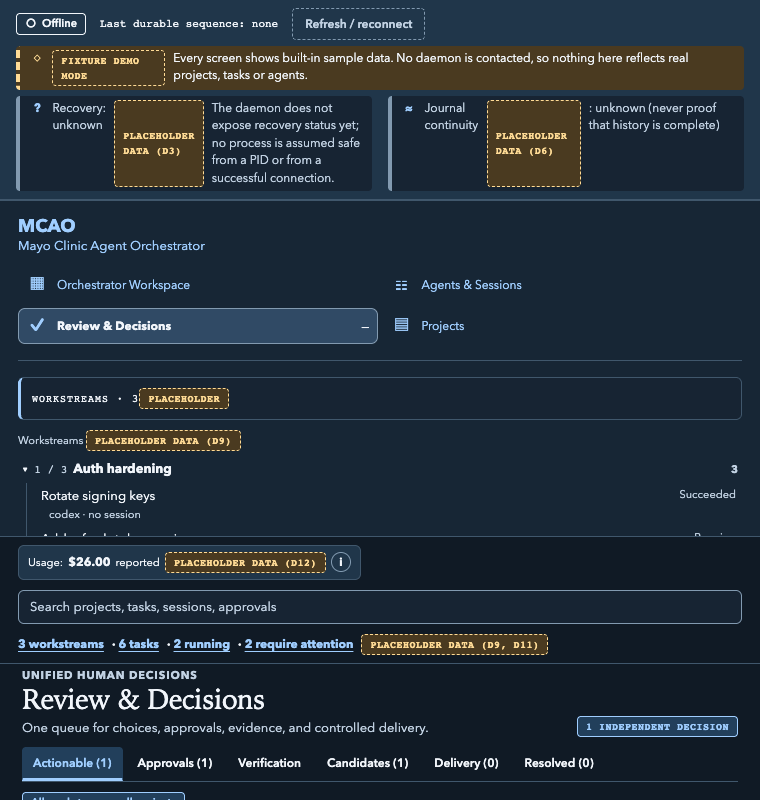 Offline
Last durable sequence: none
Refresh / reconnect
FIXTURE DEMO
MODE
Every screen shows built-in sample data. No daemon is contacted, so nothing here reflects real
projects, tasks or agents.
? Recovery:
unknown
PLACEHOLDER
DATA (D3)
The daemon does not
expose recovery status yet;
no process is assumed safe
from a PID or from a
successful connection.
≈ Journal
continuity
PLACEHOLDER
DATA (D6)
: unknown (never proof
that history is complete)
MCAO
Mayo Clinic Agent Orchestrator
Orchestrator Workspace
Agents & Sessions
Review & Decisions –
Projects
WORKSTREAMS · 3 PLACEHOLDER
Workstreams PLACEHOLDER DATA (D9)
▾ 1 / 3 Auth hardening 3
Rotate signing keys Succeeded
codex · no session
Usage: $26.00 reported PLACEHOLDER DATA (D12) i
Search projects, tasks, sessions, approvals
3 workstreams · 6 tasks · 2 running · 2 require attention PLACEHOLDER DATA (D9, D11)
UNIFIED HUMAN DECISIONS
Review & Decisions
One queue for choices, approvals, evidence, and controlled delivery.
1 INDEPENDENT DECISION
Actionable (1) Approvals (1) Verification Candidates (1) Delivery (0) Resolved (0)